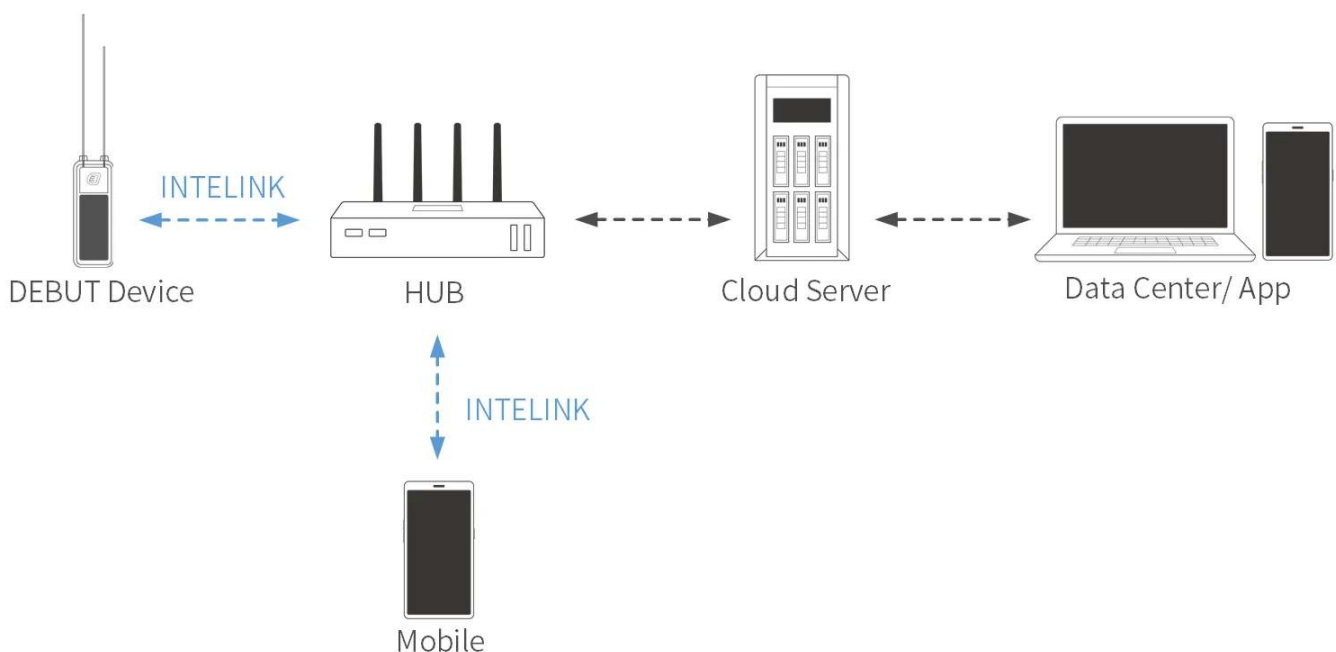 INTELINK
DEBUT Device
HUB
Cloud Server
Data Center/ App
INTELINK
Mobile